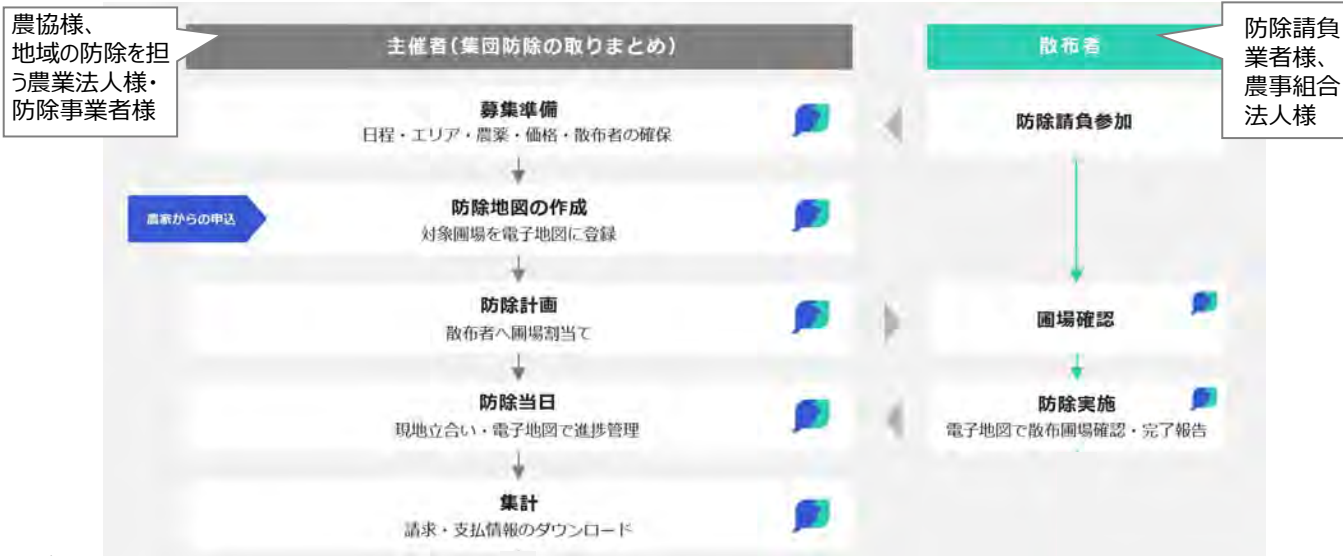 農協様、
地域の防除を担
う農業法人様・
防除事業者様
主催者(集団防除の取りまとめ)
散布者
防除請負
業者様、
農事組合
法人様
募集準備
日程・エリア・農薬・価格・散布者の確保
防除請負参加
農家からの申込
防除地図の作成
対象圃場を電子地図に登録
防除計画
散布者へ圃場割当て
圃場確認
防除当日
現地立合い・電子地図で進捗管理
防除実施
電子地図で散布圃場確認・完了報告
集計
請求・支払情報のダウンロード